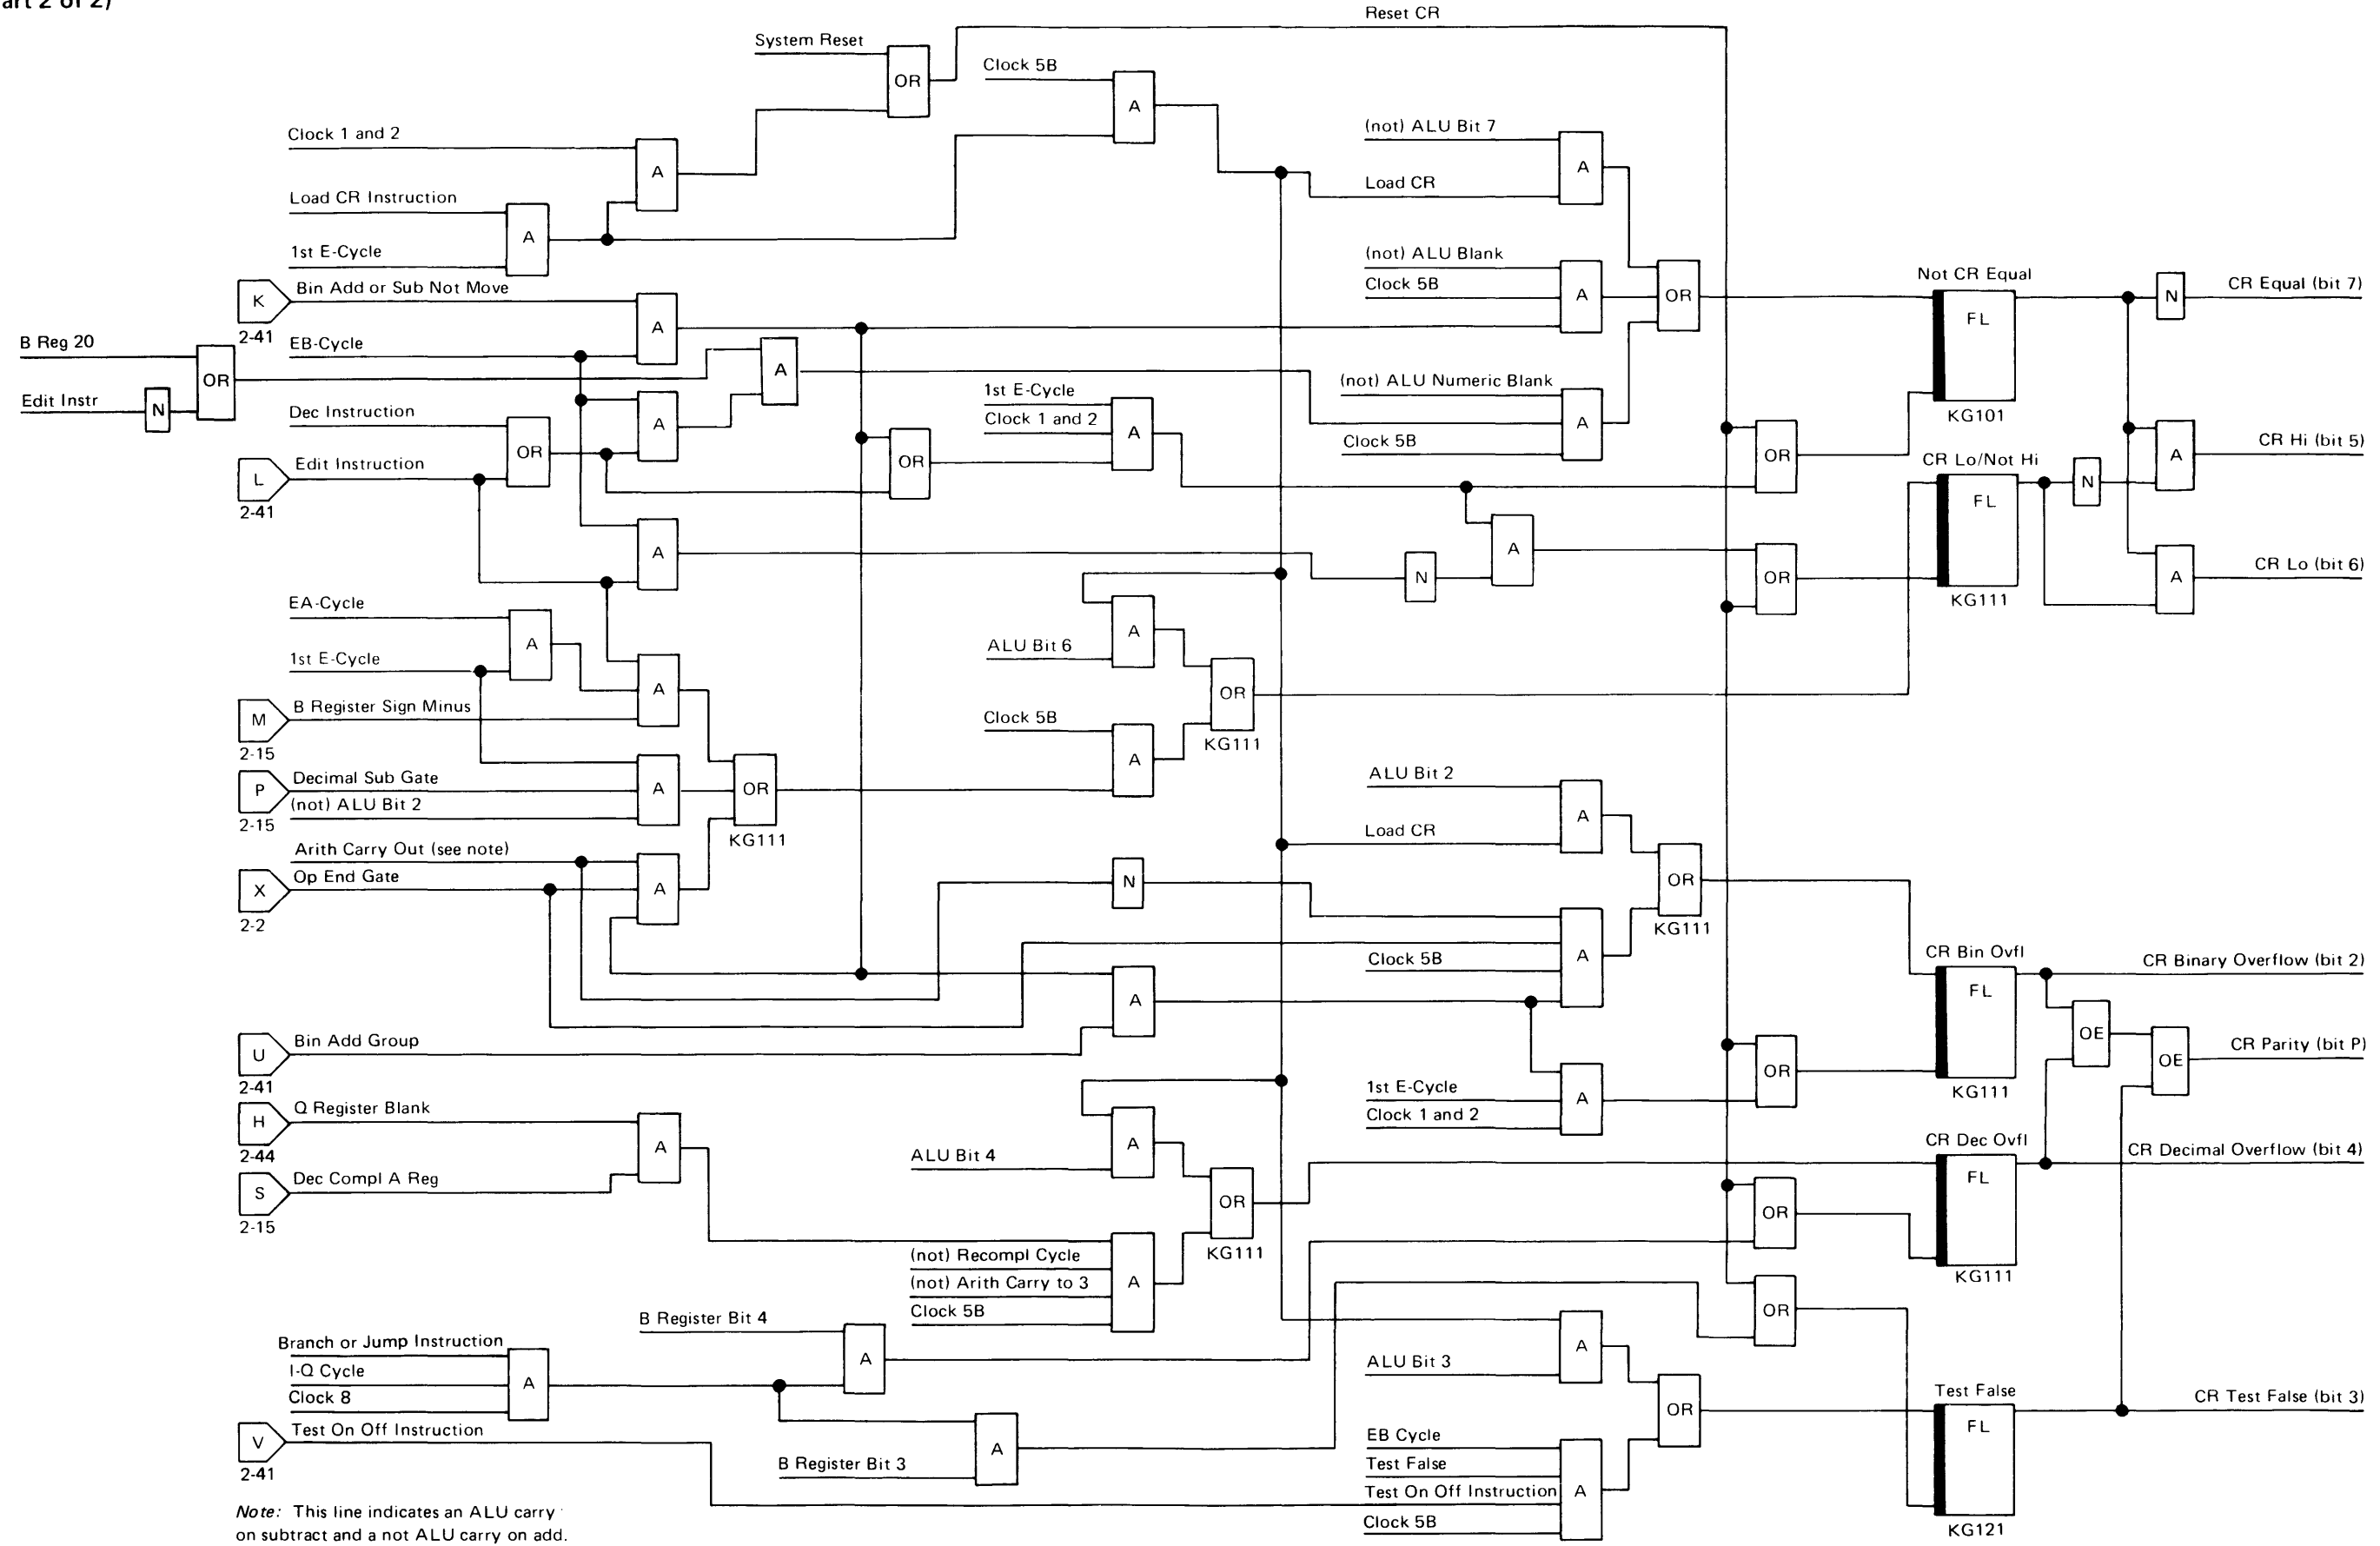 art 2 of 2)
Reset CR
System Reset
OR
Clock 5B
A
Clock 1 and 2
A
(not) ALU Bit 7
A
Load CR
Load CR Instruction
A
1st E-Cycle
K
Bin Add or Sub Not Move
2-41
A
(not) ALU Blank
Clock 5B
A
OR
Not CR Equal
FL
KG101
N
CR Equal (bit 7)
B Reg 20
OR
Edit Instr
N
EB-Cycle
A
Dec Instruction
OR
A
1st E-Cycle
Clock 1 and 2
A
(not) ALU Numeric Blank
A
Clock 5B
L
Edit Instruction
2-41
OR
OR
CR Lo/Not Hi
FL
KG111
N
A
CR Hi (bit 5)
A
N
A
OR
A
CR Lo (bit 6)
EA-Cycle
A
1st E-Cycle
A
M
B Register Sign Minus
2-15
A
ALU Bit 6
OR
KG111
Clock 5B
A
P
Decimal Sub Gate
(not) ALU Bit 2
2-15
A
OR
KG111
ALU Bit 2
A
Load CR
Arith Carry Out (see note)
X
Op End Gate
2-2
A
N
OR
KG111
A
Clock 5B
CR Bin Ovfl
FL
KG111
CR Binary Overflow (bit 2)
A
U
Bin Add Group
2-41
OE
OE
CR Parity (bit P)
OR
1st E-Cycle
A
Clock 1 and 2
H
Q Register Blank
2-44
A
S
Dec Compl A Reg
2-15
ALU Bit 4
A
OR
KG111
CR Dec Ovfl
FL
KG111
CR Decimal Overflow (bit 4)
OR
(not) Recompl Cycle
(not) Arith Carry to 3
Clock 5B
A
OR
B Register Bit 4
A
Branch or Jump Instruction
I-Q Cycle
Clock 8
A
A
ALU Bit 3
OR
Test False
FL
KG121
CR Test False (bit 3)
V
Test On Off Instruction
2-41
B Register Bit 3
A
EB Cycle
Test False
Test On Off Instruction
Clock 5B
A
Note: This line indicates an ALU carry
on subtract and a not ALU carry on add.